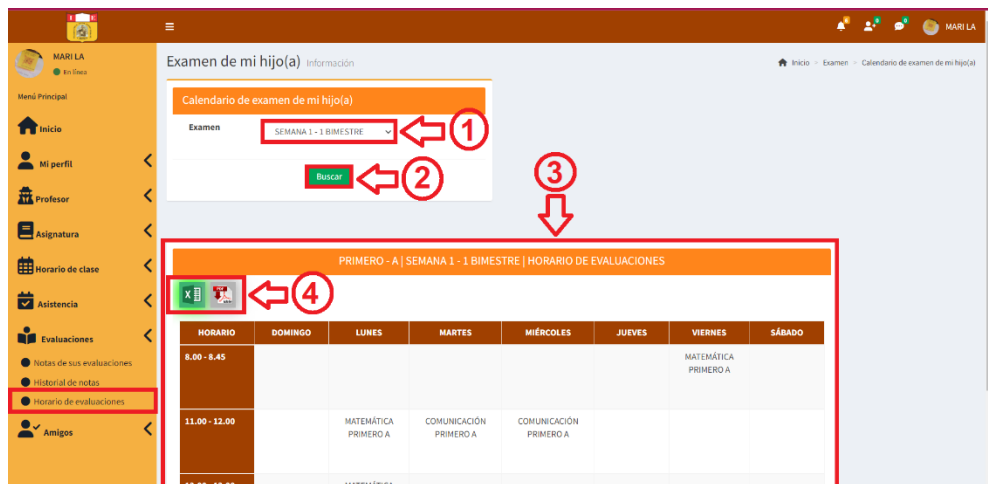 I E
MARI LA
MARI LA
En línea
Examen de mi hijo(a) Información
Inicio > Examen > Calendario de examen de mi hijo(a)
Menú Principal
Inicio
Mi perfil
Profesor
Asignatura
Horario de clase
Asistencia
Evaluaciones
Notas de sus evaluaciones
Historial de notas
Horario de evaluaciones
Amigos
Calendario de examen de mi hijo(a)
Examen
SEMANA 1 - 1 BIMESTRE
1
Buscar
2
3
PRIMERO - A | SEMANA 1 - 1 BIMESTRE | HORARIO DE EVALUACIONES
4
HORARIO DOMINGO LUNES MARTES MIÉRCOLES JUEVES VIERNES SÁBADO
8.00 - 8.45 MATEMÁTICA
PRIMERO A
11.00 - 12.00 MATEMÁTICA COMUNICACIÓN COMUNICACIÓN
PRIMERO A PRIMERO A PRIMERO A
MATEMÁTICA